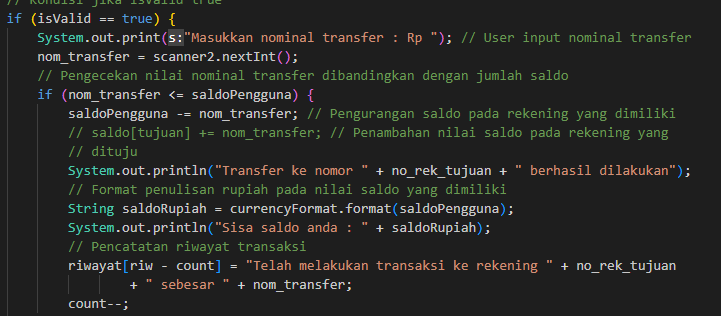 // Kondisi jika isValid true
if (isValid == true) {
System.out.print(s:"Masukkan nominal transfer : Rp "); // User input nominal transfer
nom_transfer = scanner2.nextInt();
// Pengecekan nilai nominal transfer dibandingkan dengan jumlah saldo
if (nom_transfer <= saldoPengguna) {
saldoPengguna -= nom_transfer; // Pengurangan saldo pada rekening yang dimiliki
// saldo[tujuan] += nom_transfer; // Penambahan nilai saldo pada rekening yang
// dituju
System.out.println("Transfer ke nomor " + no_rek_tujuan + " berhasil dilakukan");
// Format penulisan rupiah pada nilai saldo yang dimiliki
String saldoRupiah = currencyFormat.format(saldoPengguna);
System.out.println("Sisa saldo anda : " + saldoRupiah);
// Pencatatan riwayat transaksi
riwayat[riw - count] = "Telah melakukan transaksi ke rekening " + no_rek_tujuan
+ " sebesar " + nom_transfer;
count--;